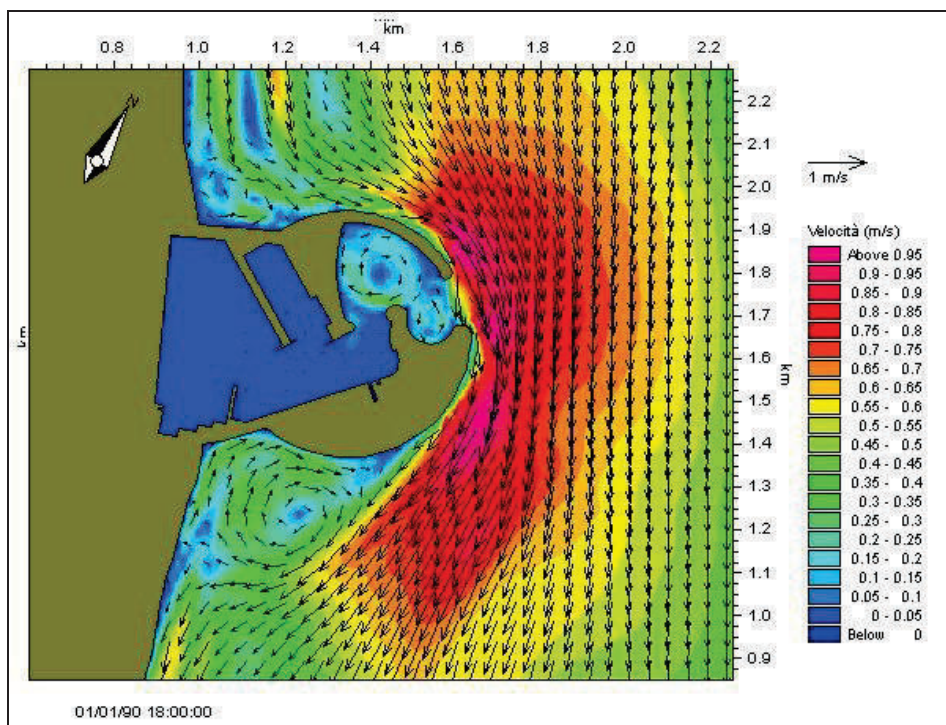 .....
km
0.8 1.0 1.2 1.4 1.6 1.8 2.0 2.2
N
2.2
2.1
2.0
1.9
1.8
1.7
1.6
1.5
1.4
1.3
1.2
1.1
1.0
0.9
km
km
1 m/s
Velocità (m/s)
Above 0.95
0.9 - 0.95
0.85 - 0.9
0.8 - 0.85
0.75 - 0.8
0.7 - 0.75
0.65 - 0.7
0.6 - 0.65
0.55 - 0.6
0.5 - 0.55
0.45 - 0.5
0.4 - 0.45
0.35 - 0.4
0.3 - 0.35
0.25 - 0.3
0.2 - 0.25
0.15 - 0.2
0.1 - 0.15
0.05 - 0.1
0 - 0.05
Below 0
01/01/90 18:00:00